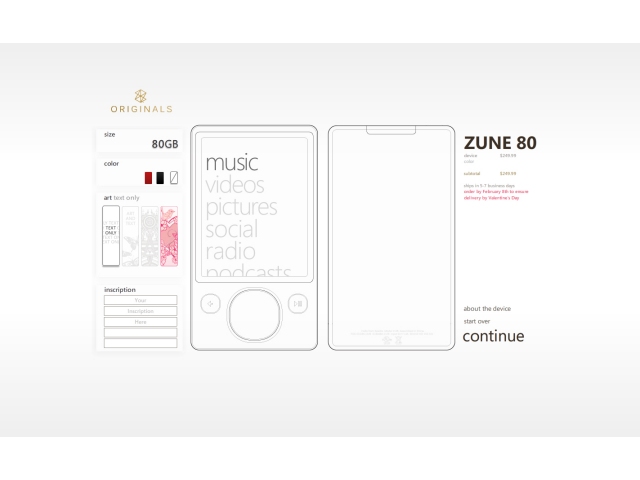 ORIGINALS
size
80GB
color
art text only
TEXT
ONLY
inscription
Your
Inscription
Here
music
videos
pictures
social
radio
podcasts
ZUNE 80
device $249.99
color
subtotal $249.99
ships in 5-7 business days
order by February 8th to ensure
delivery by Valentine's Day
about the device
start over
continue